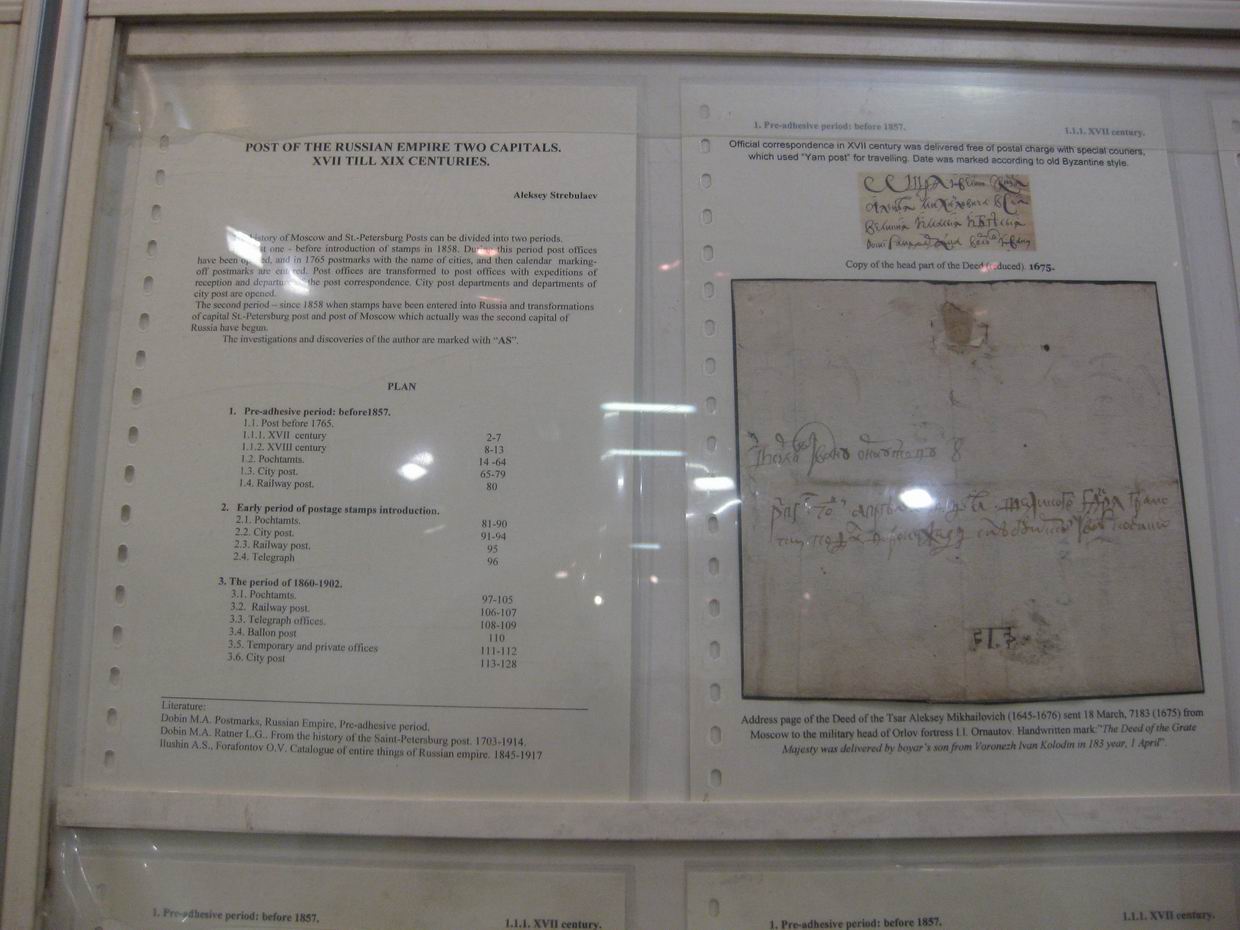 POST OF THE RUSSIAN EMPIRE TWO CAPITALS.
XVII TILL XIX CENTURIES.
Aleksey Strebulaev
history of Moscow and St.-Petersburg Posts can be divided into two periods.
one - before introduction of stamps in 1858. During this period post offices
have been and in 1765 postmarks with the name of cities, and then calendar marking-
off postmarks are entered. Post offices are transformed to post offices with expeditions of
reception and departure the post correspondence. City post departments and departments of
city post are opened.
The second period – since 1858 when stamps have been entered into Russia and transformations
of capital St.-Petersburg post and post of Moscow which actually was the second capital of
Russia have begun.
The investigations and discoveries of the author are marked with "AS".
PLAN
1. Pre-adhesive period: before1857.
1.1. Post before 1765.
1.1.1. XVII century 2-7
1.1.2. XVIII century 8-13
1.2. Pochtamts. 14 -64
1.3. City post. 65-79
1.4. Railway post. 80
2. Early period of postage stamps introduction.
2.1. Pochtamts. 81-90
2.2. City post. 91-94
2.3. Railway post. 95
2.4. Telegraph 96
3. The period of 1860-1902.
3.1. Pochtamts. 97-105
3.2. Railway post. 106-107
3.3. Telegraph offices. 108-109
3.4. Ballon post 110
3.5. Temporary and private offices 111-112
3.6. City post 113-128
Literature:
Dobin M.A. Postmarks, Russian Empire, Pre-adhesive period.
Dobin M.A. Ratner L.G.. From the history of the Saint-Petersburg post. 1703-1914.
Ilushin A.S., Forafontov O.V. Catalogue of entire things of Russian empire. 1845-1917
1. Pre-adhesive period: before 1857. 1.1.1. XVII century.
Official correspondence in XVII century was delivered free of postal charge with special couriers,
which used "Yam post" for travelling. Date was marked according to old Byzantine style.
Copy of the head part of the Deed (reduced). 1675.
Address page of the Deed of the Tsar Aleksey Mikhailovich (1645-1676) sent 18 March, 7183 (1675) from
Moscow to the military head of Orlov fortress I.I. Ornautov. Handwritten mark:"The Deed of the Grate
Majesty was delivered by boyar's son from Voronezh Ivan Kolodin in 183 year, 1 April".
1. Pre-adhesive period: before 1857. 1.1.1. XVII century.
1. Pre-adhesive period: before 1857. 1.1.1. XVII century.